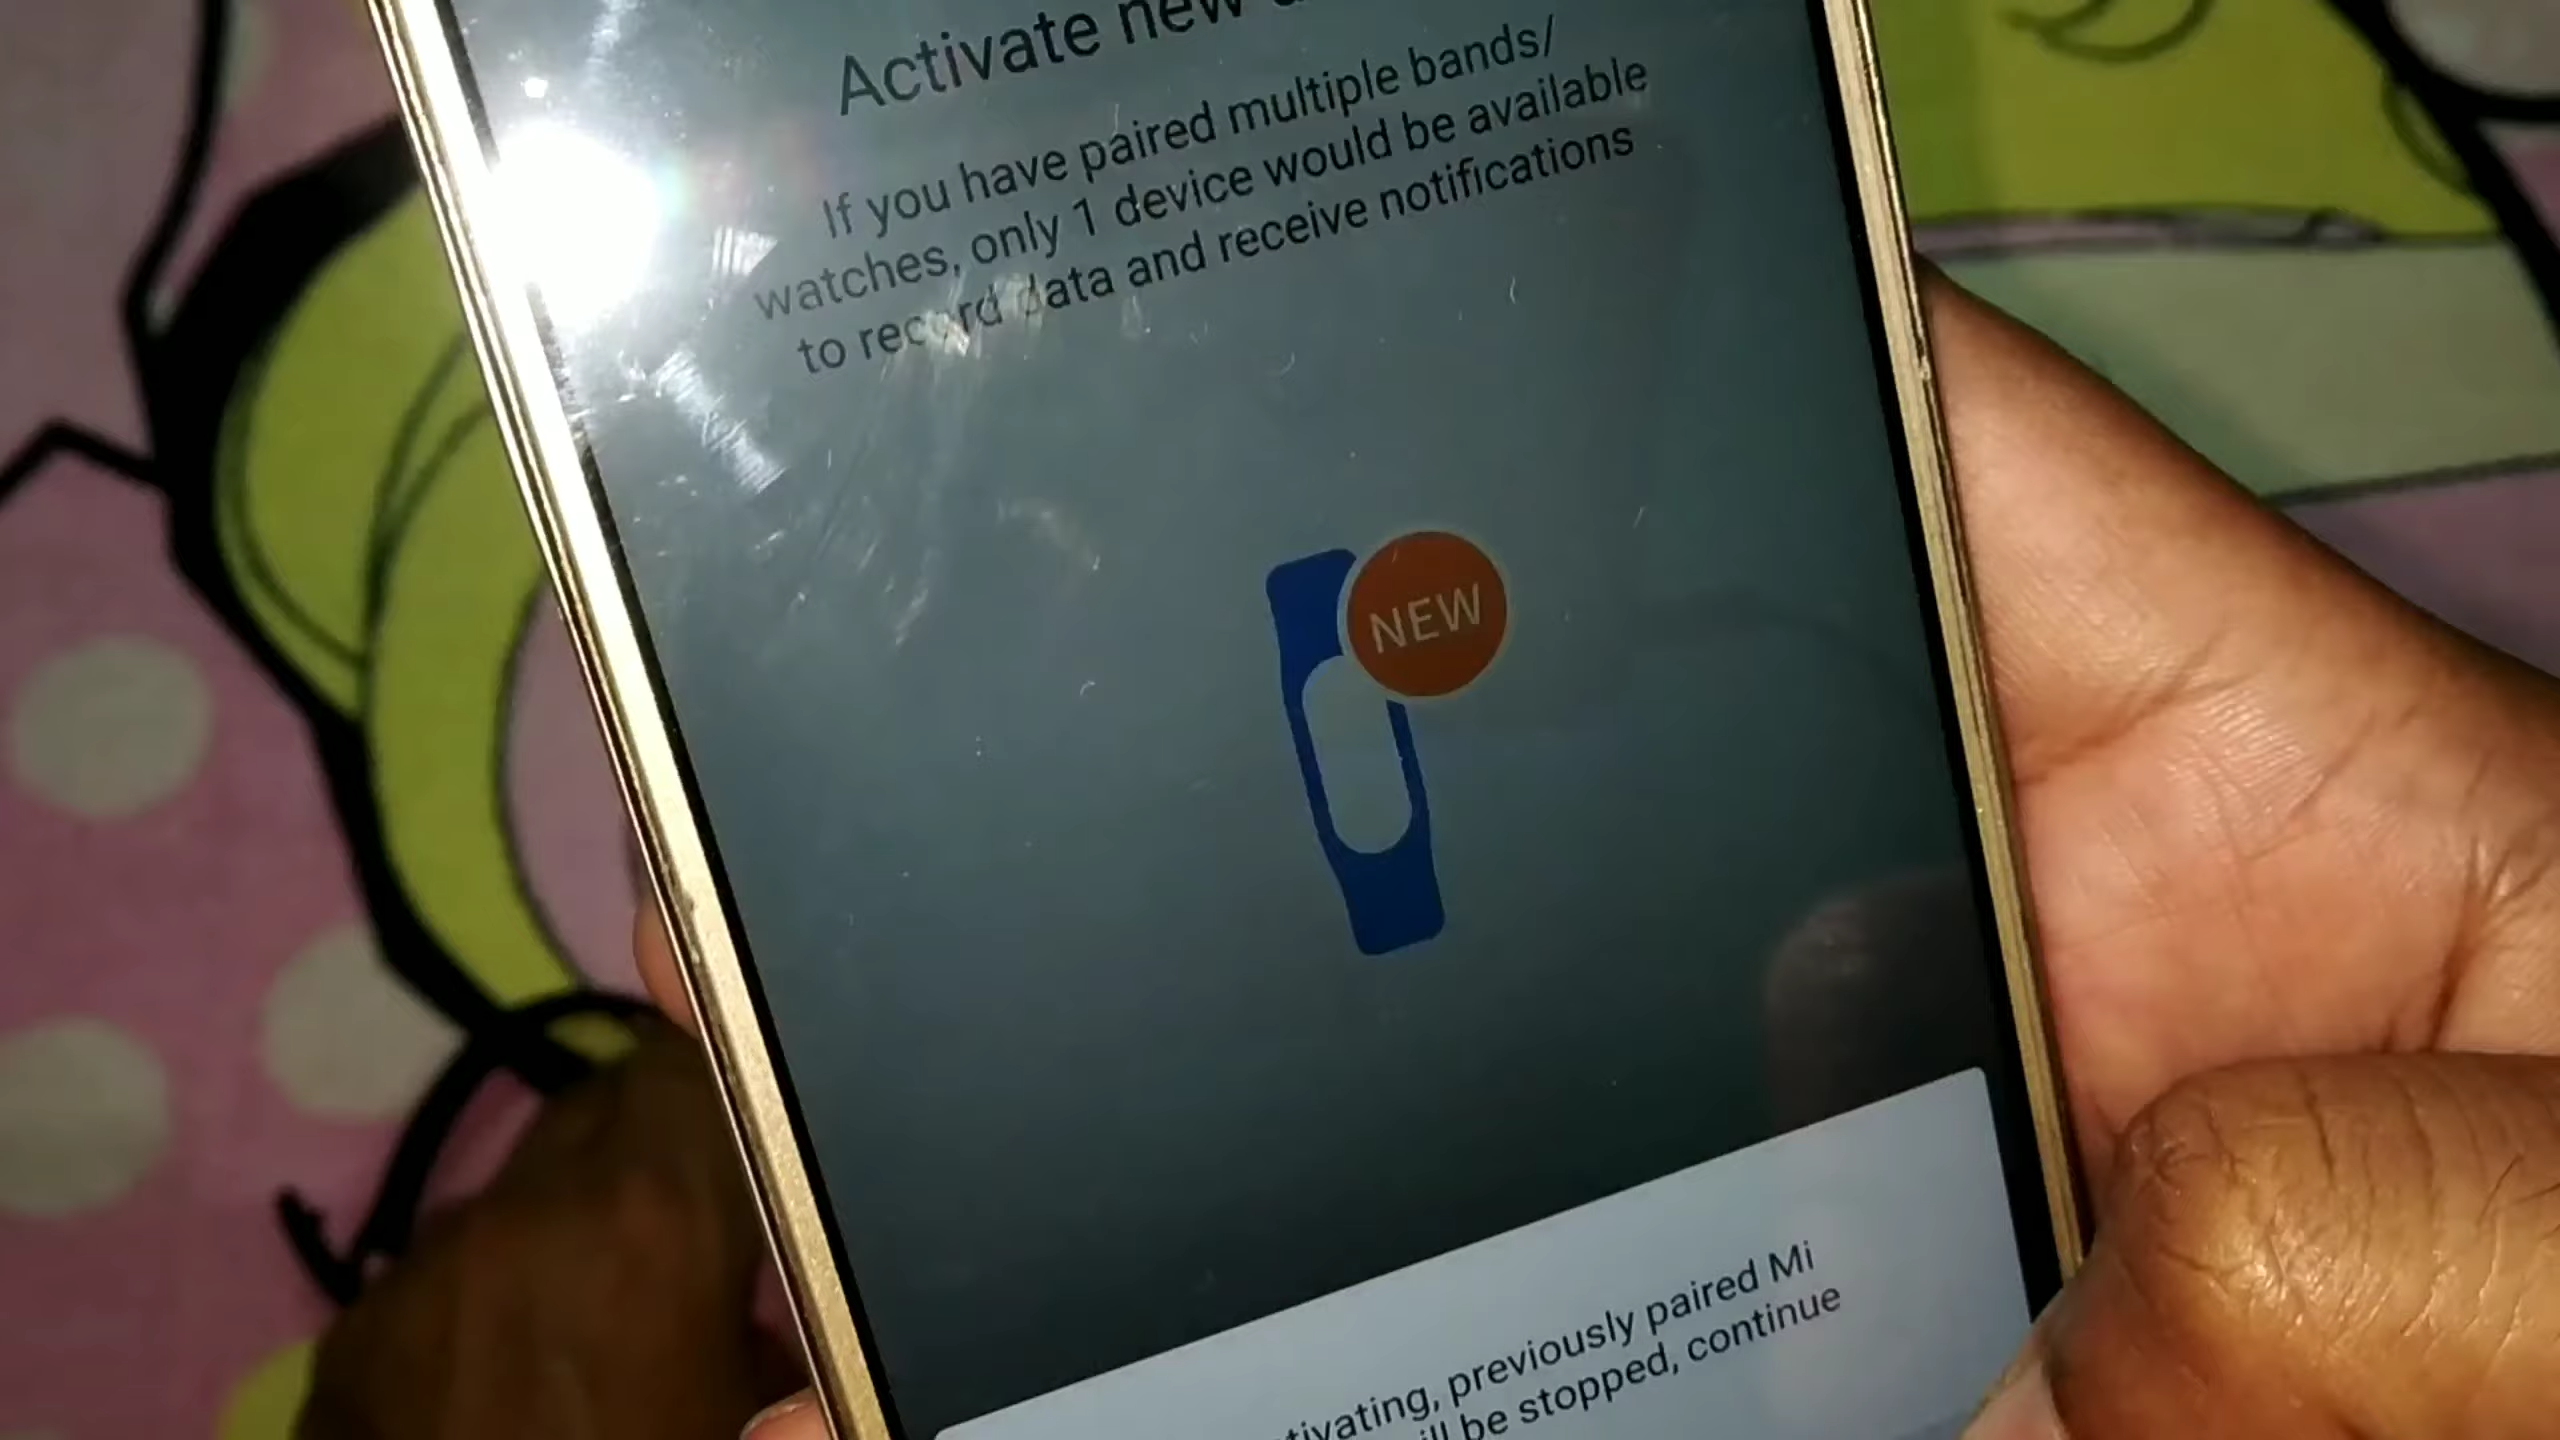 Activate new
If you have paired multiple bands/
watches, only 1 device would be available
to record data and receive notifications
NEW
tivating, previously paired Mi
ll be stopped, continue